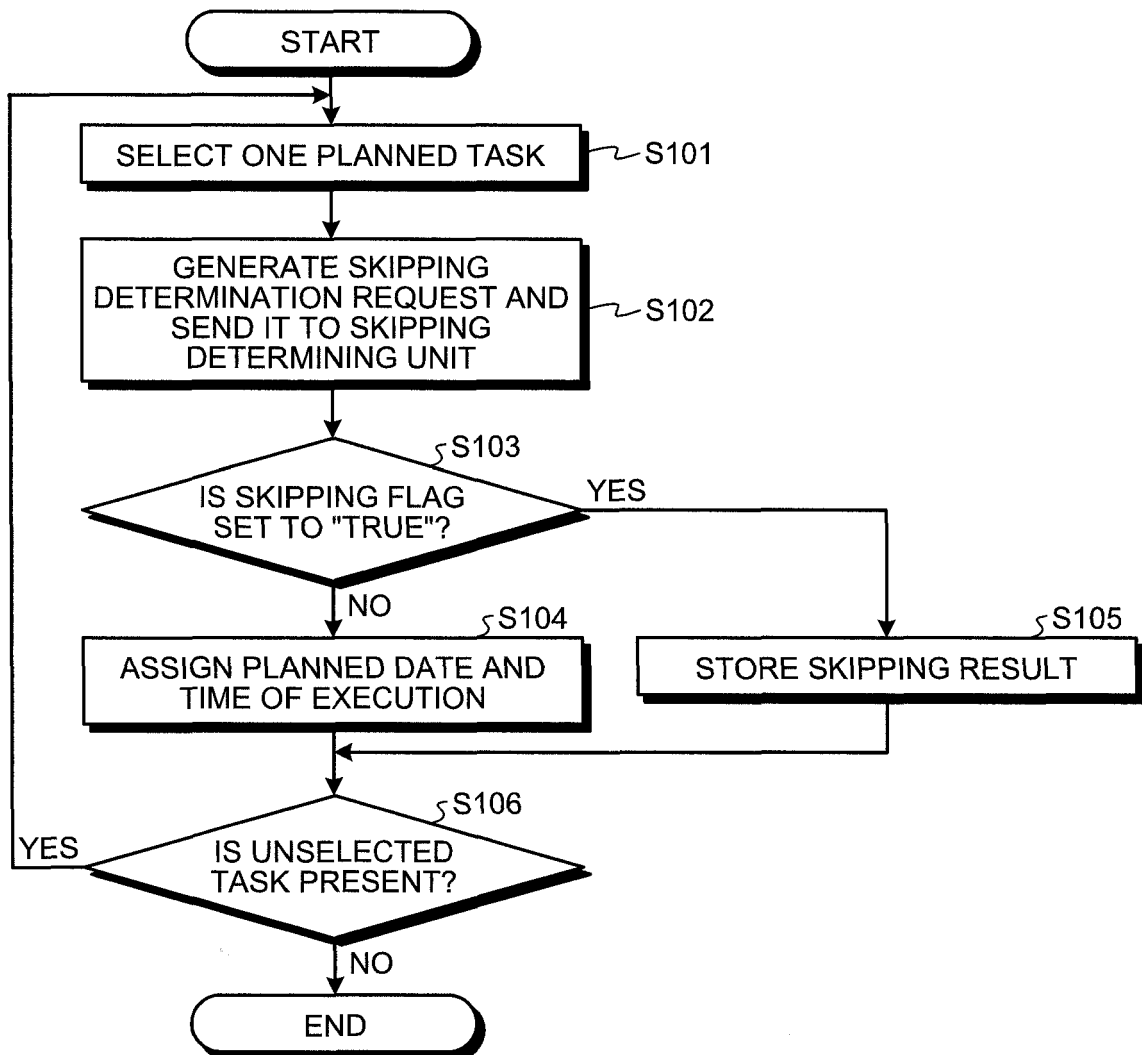 START
SELECT ONE PLANNED TASK
S101
GENERATE SKIPPING
DETERMINATION REQUEST AND
SEND IT TO SKIPPING
DETERMINING UNIT
S102
S103
IS SKIPPING FLAG
SET TO "TRUE"?
YES
NO
S104
ASSIGN PLANNED DATE AND
TIME OF EXECUTION
S105
STORE SKIPPING RESULT
S106
YES
IS UNSELECTED
TASK PRESENT?
NO
END